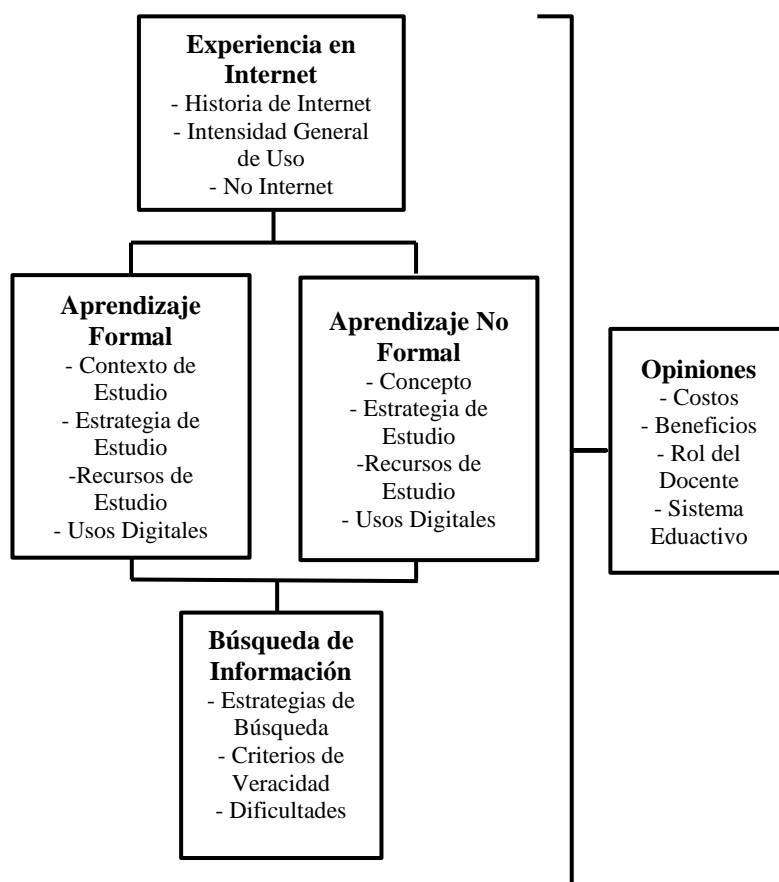 Experiencia en
Internet
- Historia de Internet
- Intensidad General
de Uso
- No Internet
Aprendizaje
Formal
- Contexto de
Estudio
- Estrategia de
Estudio
-Recursos de
Estudio
- Usos Digitales
Aprendizaje No
Formal
- Concepto
- Estrategia de
Estudio
-Recursos de
Estudio
- Usos Digitales
Opiniones
- Costos
- Beneficios
- Rol del
Docente
- Sistema
Eduactivo
Búsqueda de
Información
- Estrategias de
Búsqueda
- Criterios de
Veracidad
- Dificultades